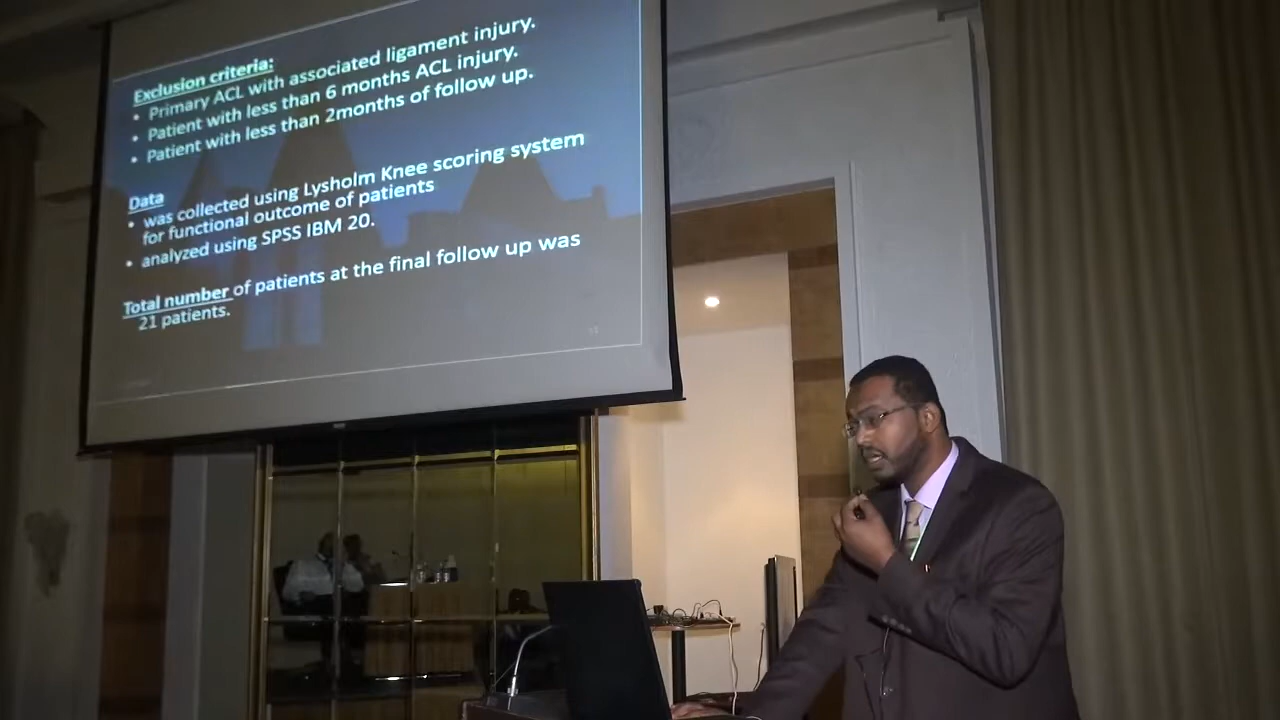 Exclusion criteria:
• Primary ACL with associated ligament injury.
• Patient with less than 6 months ACL injury.
• Patient with less than 2months of follow up.
Data
• was collected using Lysholm Knee scoring system
for functional outcome of patients
• analyzed using SPSS IBM 20.
Total number of patients at the final follow up was
21 patients.